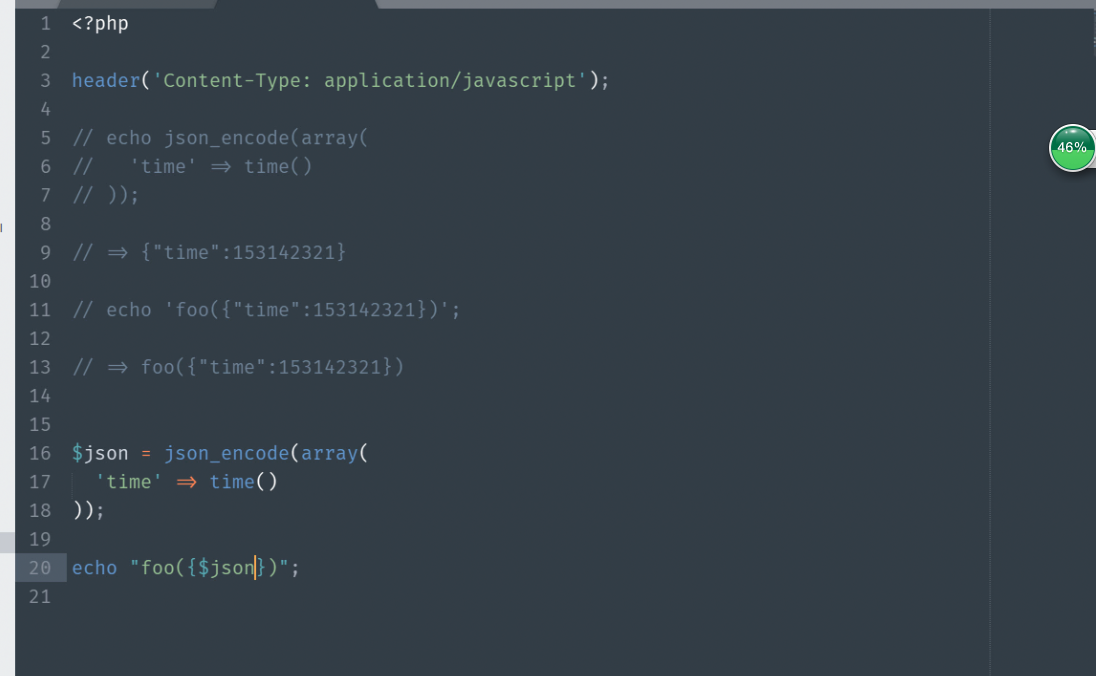 1 <?php
2
3 header('Content-Type: application/javascript');
4
5 // echo json_encode(array(
6 //   'time' => time()
7 // ));
8
9 // => {"time":153142321}
10
11 // echo 'foo({"time":153142321})';
12
13 // => foo({"time":153142321})
14
15
16 $json = json_encode(array(
17   'time' => time()
18 ));
19
20 echo "foo({$json})";
21
46%